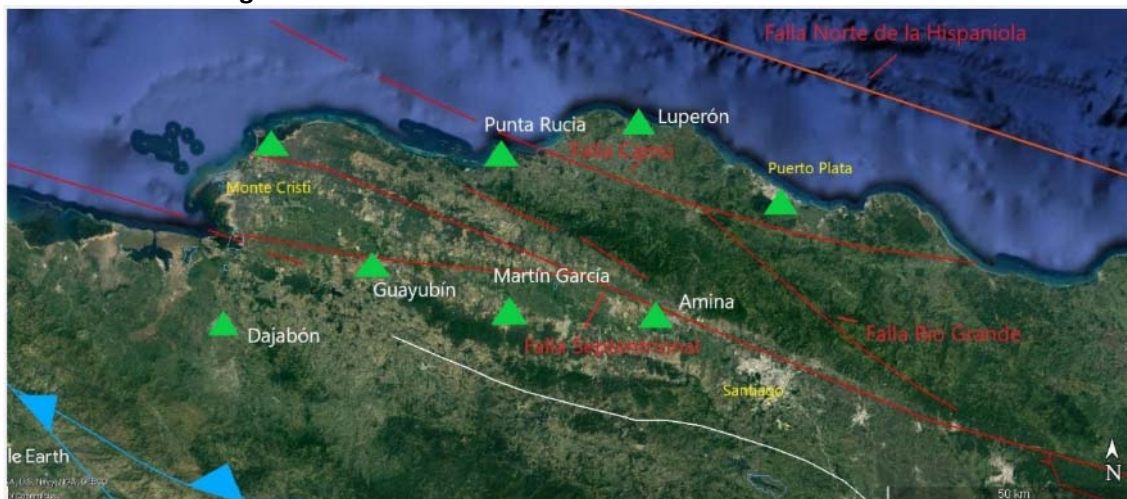 Falla Norte de la Hispaniola
Luperón
Punta Rucia
Falla Camú
Puerto Plata
Monte Cristi
Martín García
Guayubín
Amina
Dajabón
Falla Septentrional
Falla Rio Grande
Santiago
le Earth
N
50 km